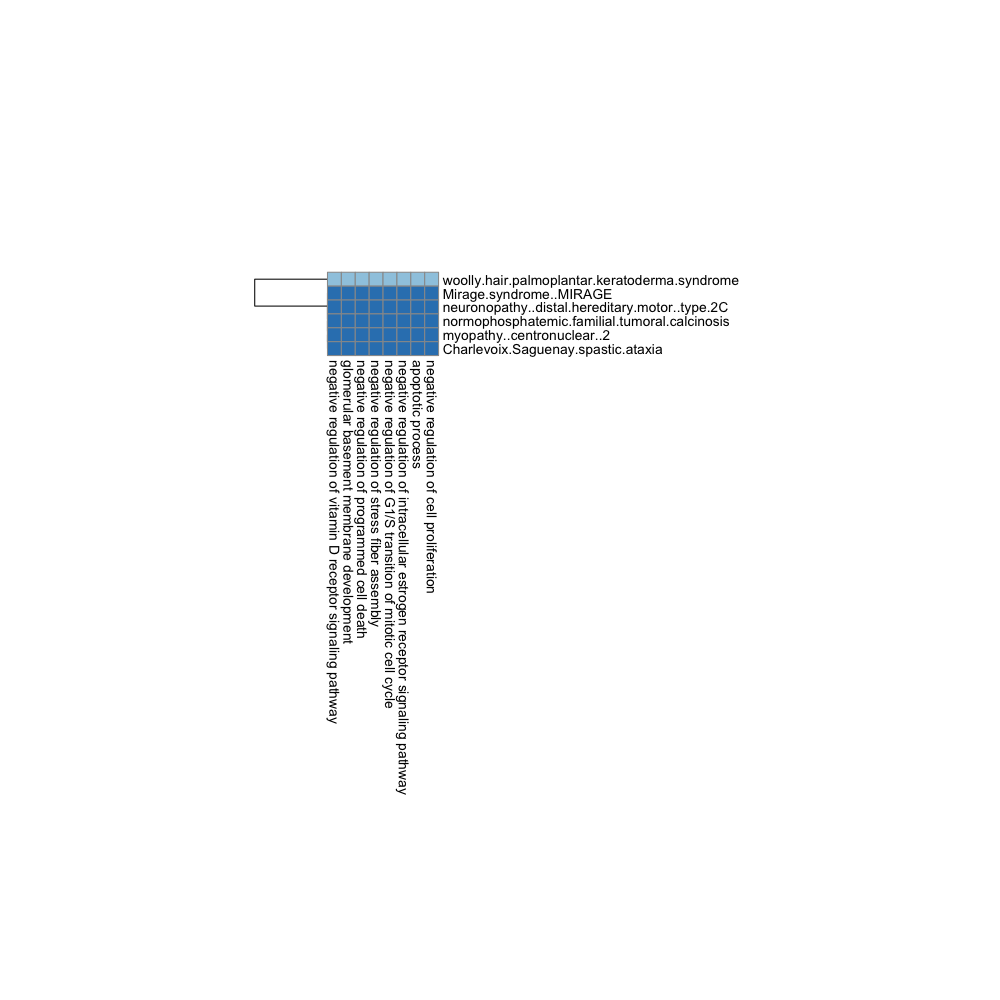 woolly.hair.palmoplantar.keratoderma.syndrome
Mirage.syndrome..MIRAGE
neuronopathy..distal.hereditary.motor..type.2C
normophosphatemic.familial.tumoral.calcinosis
myopathy..centronuclear..2
Charlevoix.Saguenay.spastic.ataxia
negative regulation of vitamin D receptor signaling pathway
glomerular basement membrane development
negative regulation of programmed cell death
negative regulation of stress fiber assembly
negative regulation of G1/S transition of mitotic cell cycle
negative regulation of intracellular estrogen receptor signaling pathway
apoptotic process
negative regulation of cell proliferation